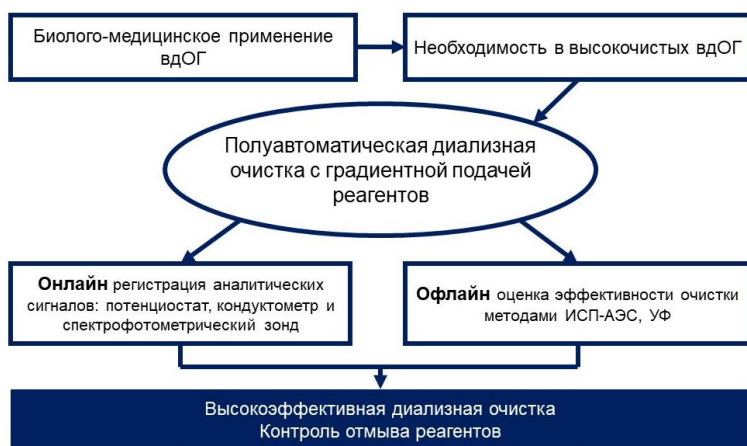 Биолого-медицинское применение
вдОГ
Необходимость в высокочистых вдОГ
Полуавтоматическая диализная
очистка с градиентной подачей
реагентов
Онлайн регистрация аналитических
сигналов: потенциостат, кондуктометр и
спектрофотометрический зонд
Офлайн оценка эффективности очистки
методами ИСП-АЭС, УФ
Высокоэффективная диализная очистка
Контроль отмыва реагентов